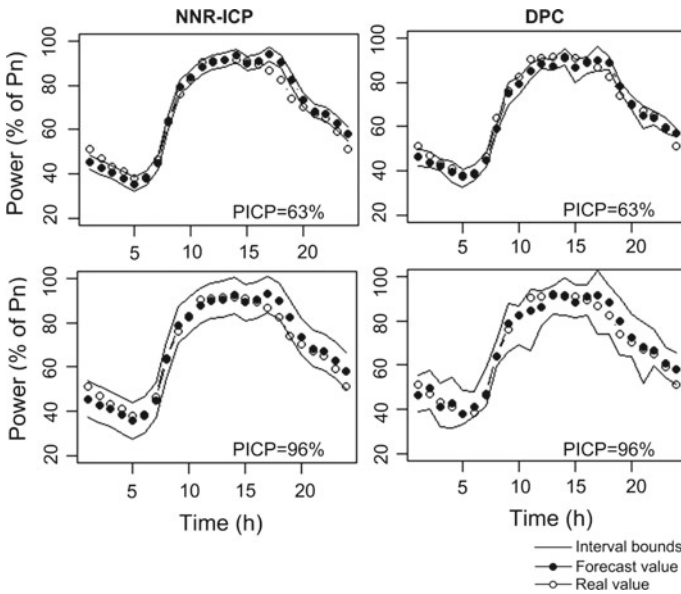 NNR-ICP
DPC
Power (% of Pn)
100
80
60
40
20
PICP=63%
5
10
15
20
100
80
60
40
20
PICP=63%
5
10
15
20
Power (% of Pn)
100
80
60
40
20
PICP=96%
5
10
15
20
Time (h)
100
80
60
40
20
PICP=96%
5
10
15
20
Time (h)
Interval bounds
Forecast value
Real value